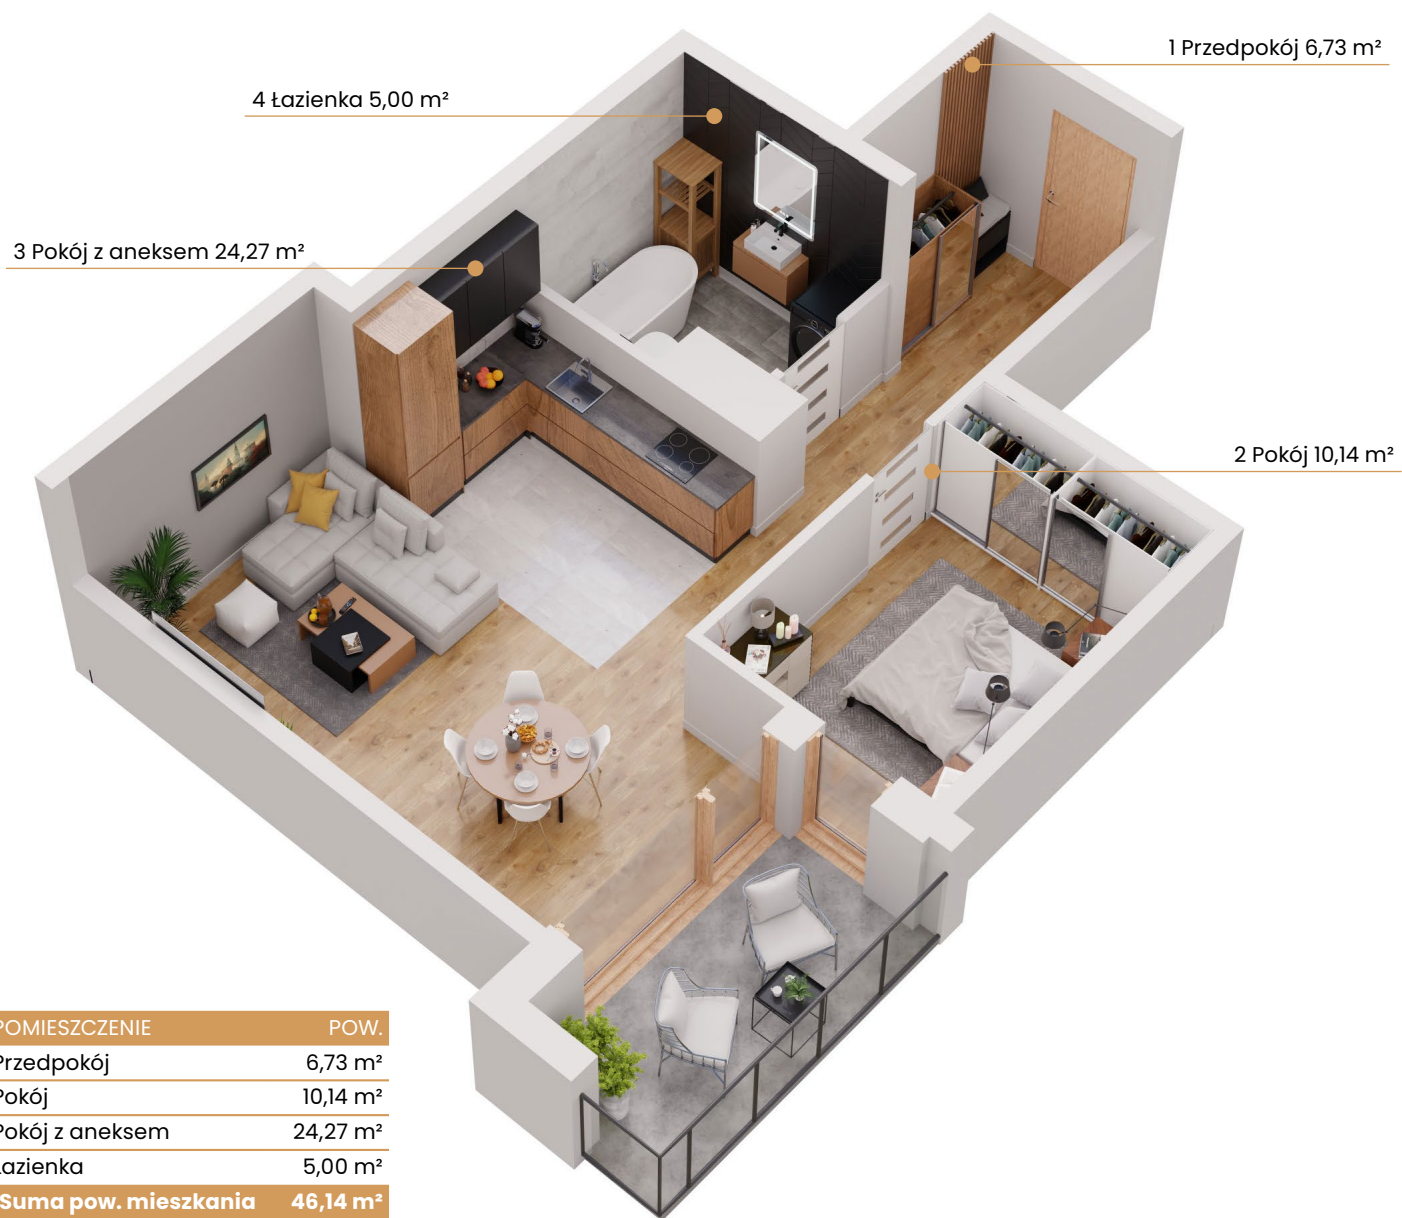 1 Przedpokój 6,73 m²
4 Łazienka 5,00 m²
3 Pokój z aneksem 24,27 m²
2 Pokój 10,14 m²
POMIESZCZENIE POW.
Przedpokój 6,73 m²
Pokój 10,14 m²
Pokój z aneksem 24,27 m²
Łazienka 5,00 m²
Suma pow. mieszkania 46,14 m²